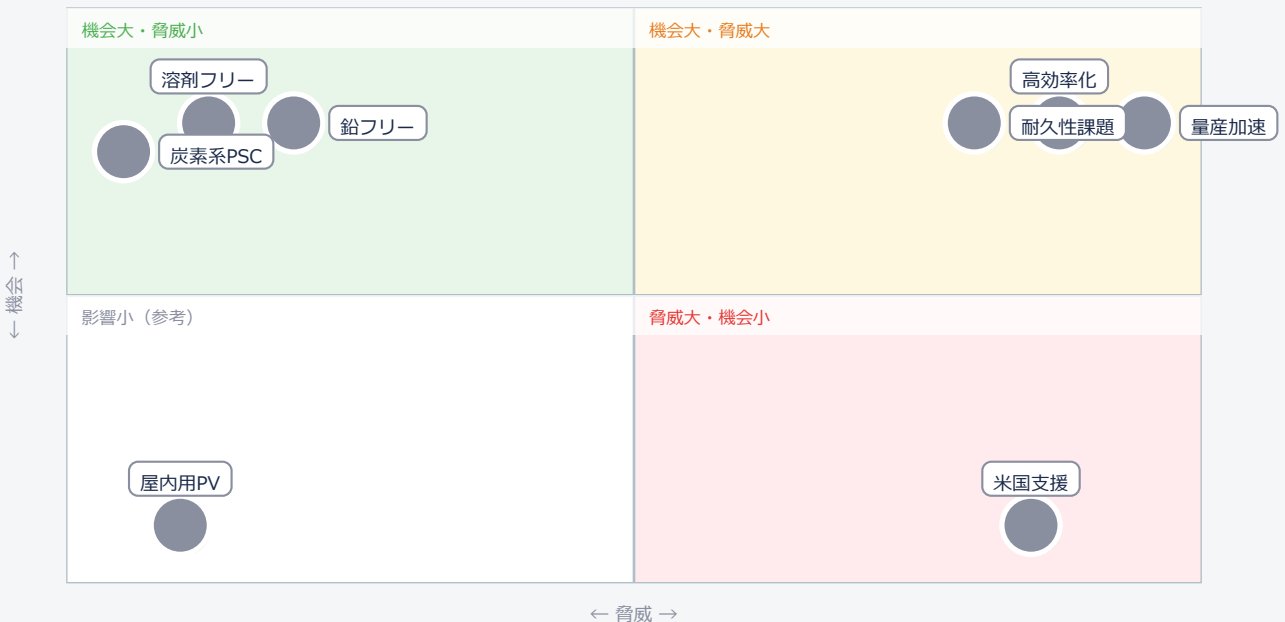 機会大・脅威小
機会大・脅威大
溶剤フリー
鉛フリー
炭素系PSC
高効率化
耐久性課題
量産加速
← 機会 →
影響小（参考）
脅威大・機会小
屋内用PV
米国支援
← 脅威 →